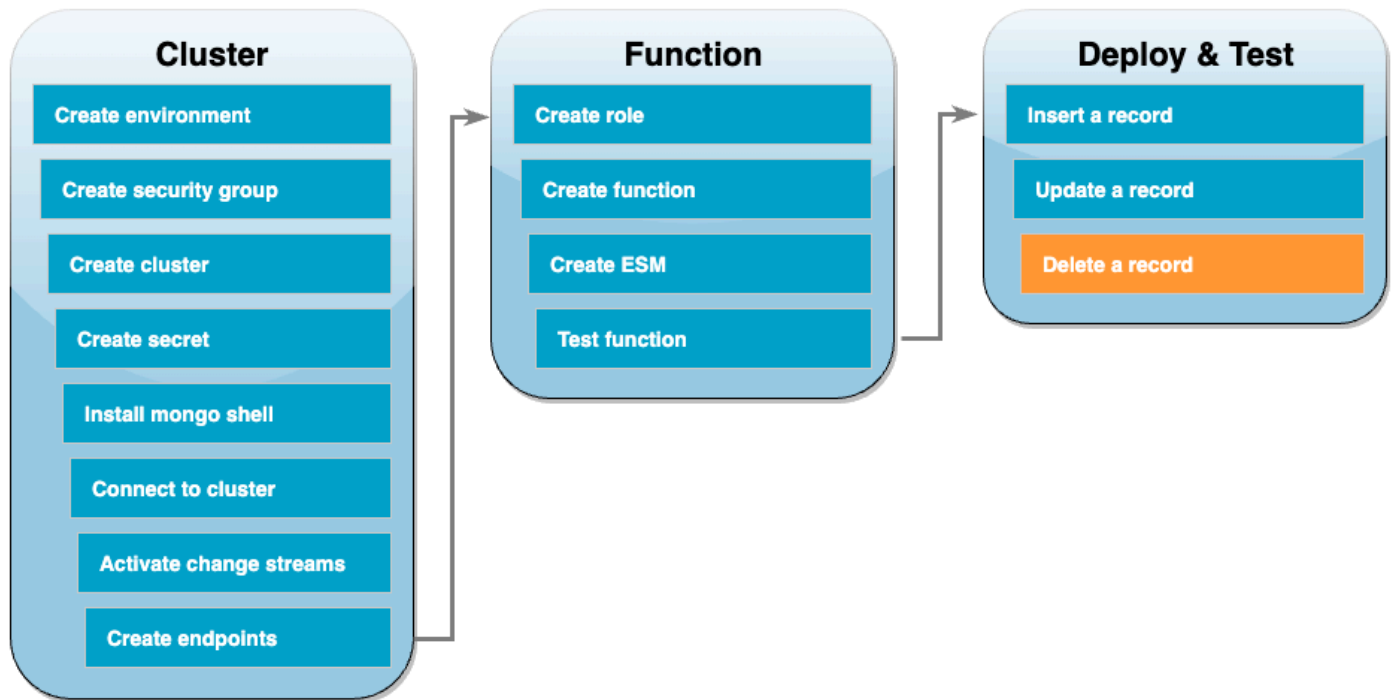 Cluster
Create environment
Create security group
Create cluster
Create secret
Install mongo shell
Connect to cluster
Activate change streams
Create endpoints
Function
Create role
Create function
Create ESM
Test function
Deploy & Test
Insert a record
Update a record
Delete a record